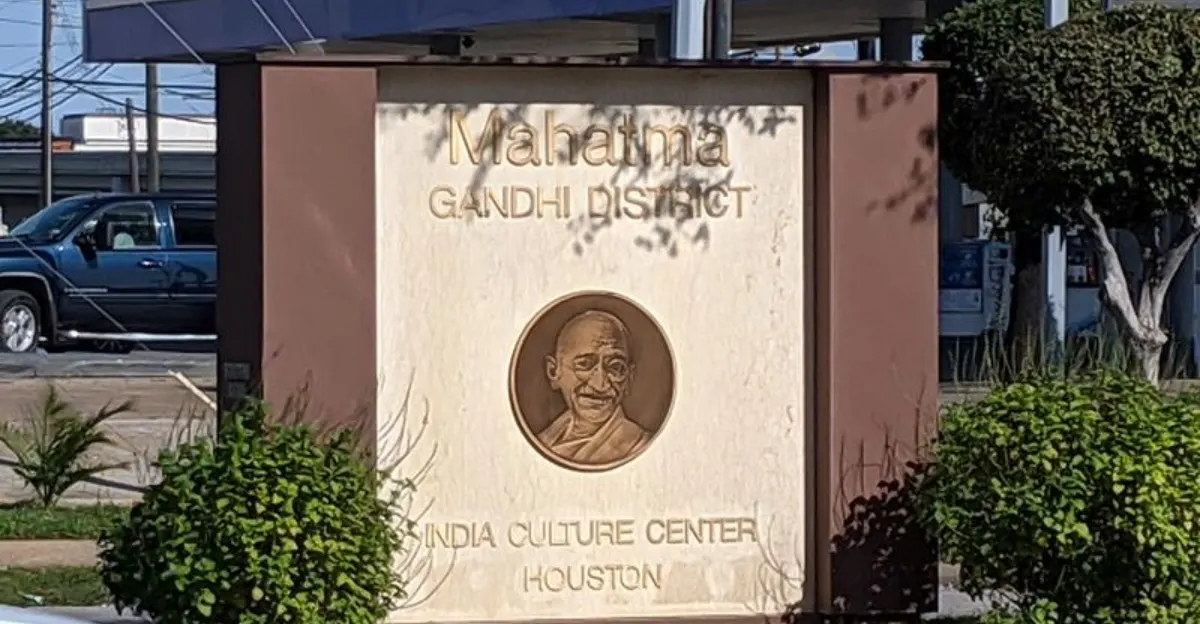 Mahatma
GANDHI DISTRICT
INDIA CULTURE CENTER
HOUSTON